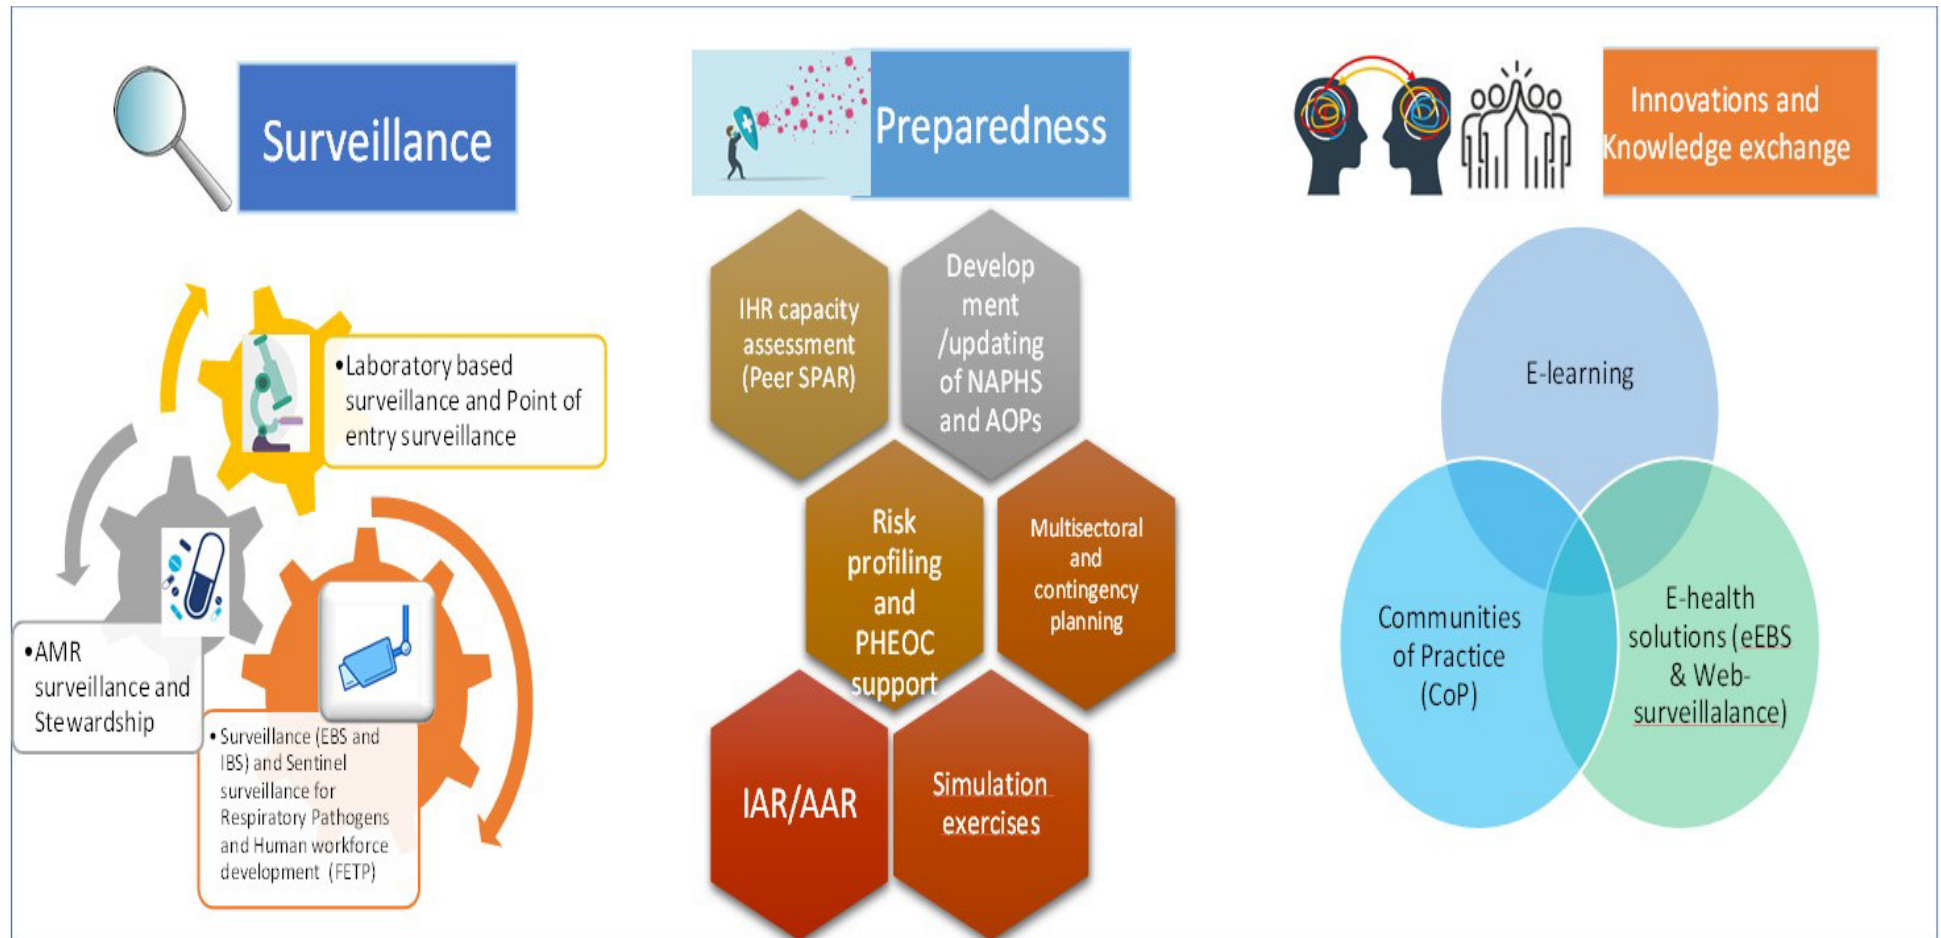 Surveillance
•Laboratory based
surveillance and Point of
entry surveillance
•AMR
surveillance and
Stewardship
• Surveillance (EBS and
IBS) and Sentinel
surveillance for
Respiratory Pathogens
and Human workforce
development (FETP)
Preparedness
IHR capacity
assessment
(Peer SPAR)
Develop
ment
/updating
of NAPHS
and AOPs
Risk
profiling
and
PHEOC
support
Multisectoral
and
contingency
planning
IAR/AAR
Simulation
exercises
Innovations and
Knowledge exchange
E-learning
Communities
of Practice
(CoP)
E-health
solutions (eEBS
& Web-
surveillalance)